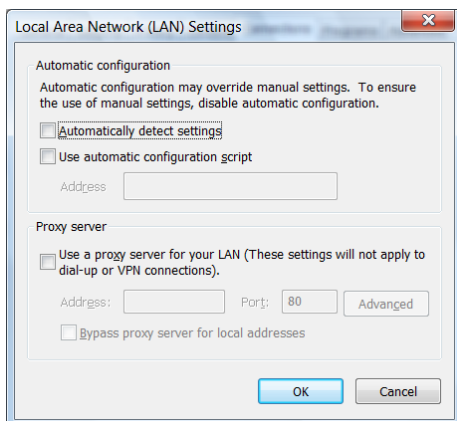 Local Area Network (LAN) Settings
Automatic configuration
Automatic configuration may override manual settings. To ensure
the use of manual settings, disable automatic configuration.
Automatically detect settings
Use automatic configuration script
Address
Proxy server
Use a proxy server for your LAN (These settings will not apply to
dial-up or VPN connections).
Address: Port: 80 Advanced
Bypass proxy server for local addresses
OK Cancel